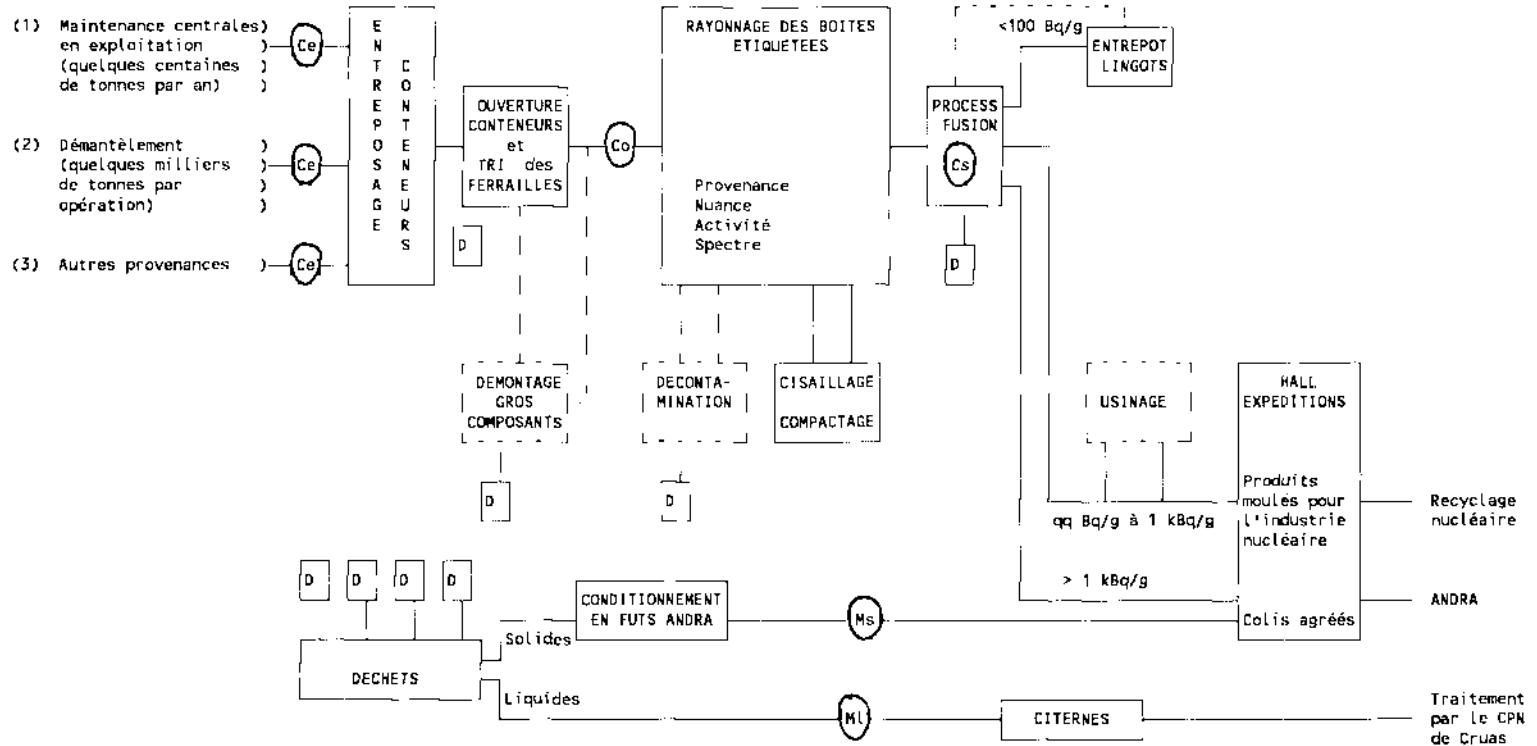 (1) Maintenance centrales)
en exploitation )
(quelques centaines )
de tonnes par an) )
Ce
(2) Démantèlement )
(quelques milliers )
de tonnes par )
opération) )
Ce
(3) Autres provenances )
Ce
ENTREPOSAGE
CONTENEURS
OUVERTURE
CONTENEURS
et
TRI des
FERRAILLES
D
Co
RAYONNAGE DES BOITES
ETIQUETEES
Provenance
Nuance
Activité
Spectre
PROCESS
FUSION
Cs
D
<100 Bq/g
ENTREPOT
LINGOTS
DEMONTAGE
GROS
COMPOSANTS
D
DECONTA-
MINATION
D
CISAILLAGE
COMPACTAGE
USINAGE
HALL
EXPEDITIONS
Produits
moulés pour
l'industrie
nucléaire
qq Bq/g à 1 kBq/g
Recyclage
nucléaire
> 1 kBq/g
ANDRA
Colis agréés
D D D D
DECHETS
Solides
CONDITIONNEMENT
EN FUTS ANDRA
Ms
Liquides
Ml
CITERNES
Traitement
par le CPN
de Cruas